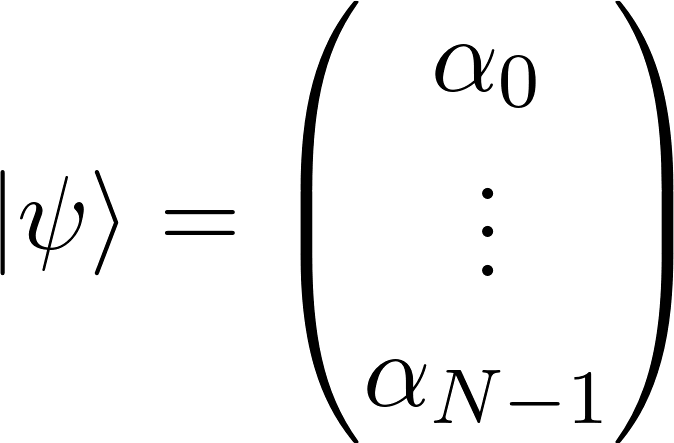 |ψ⟩ = ( α₀
⋮
α_{N−1} )